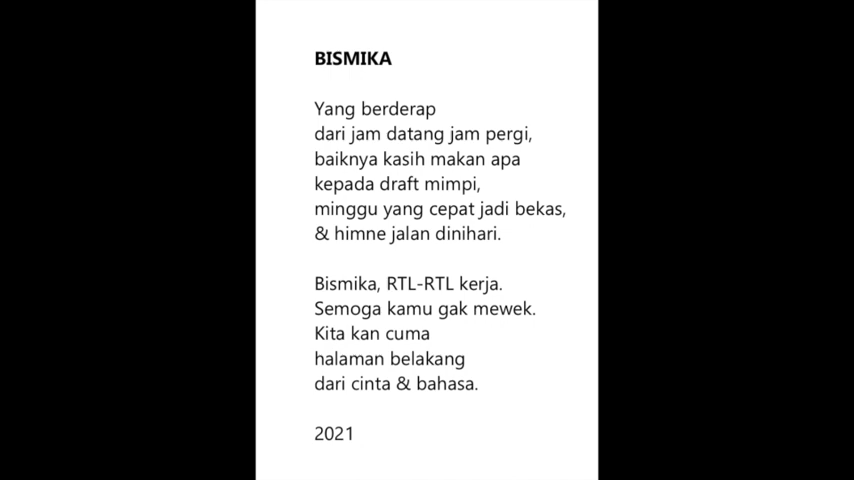 BISMIKA
Yang berderap
dari jam datang jam pergi,
baiknya kasih makan apa
kepada draft mimpi,
minggu yang cepat jadi bekas,
& himne jalan dinihari.
Bismika, RTL-RTL kerja.
Semoga kamu gak mewek.
Kita kan cuma
halaman belakang
dari cinta & bahasa.
2021